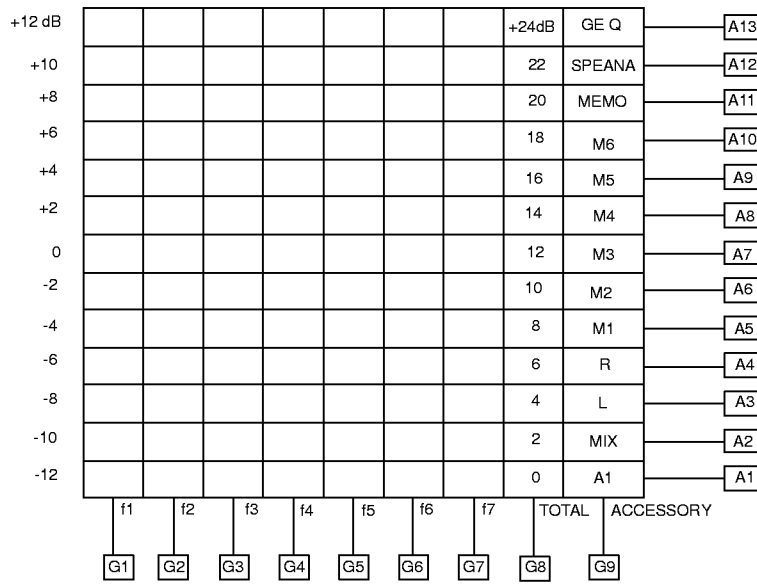 +12 dB +24dB GE Q A13
+10 22 SPEANA A12
+8 20 MEMO A11
+6 18 M6 A10
+4 16 M5 A9
+2 14 M4 A8
0 12 M3 A7
-2 10 M2 A6
-4 8 M1 A5
-6 6 R A4
-8 4 L A3
-10 2 MIX A2
-12 0 A1 A1
f1 f2 f3 f4 f5 f6 f7 TOTAL ACCESSORY
G1 G2 G3 G4 G5 G6 G7 G8 G9